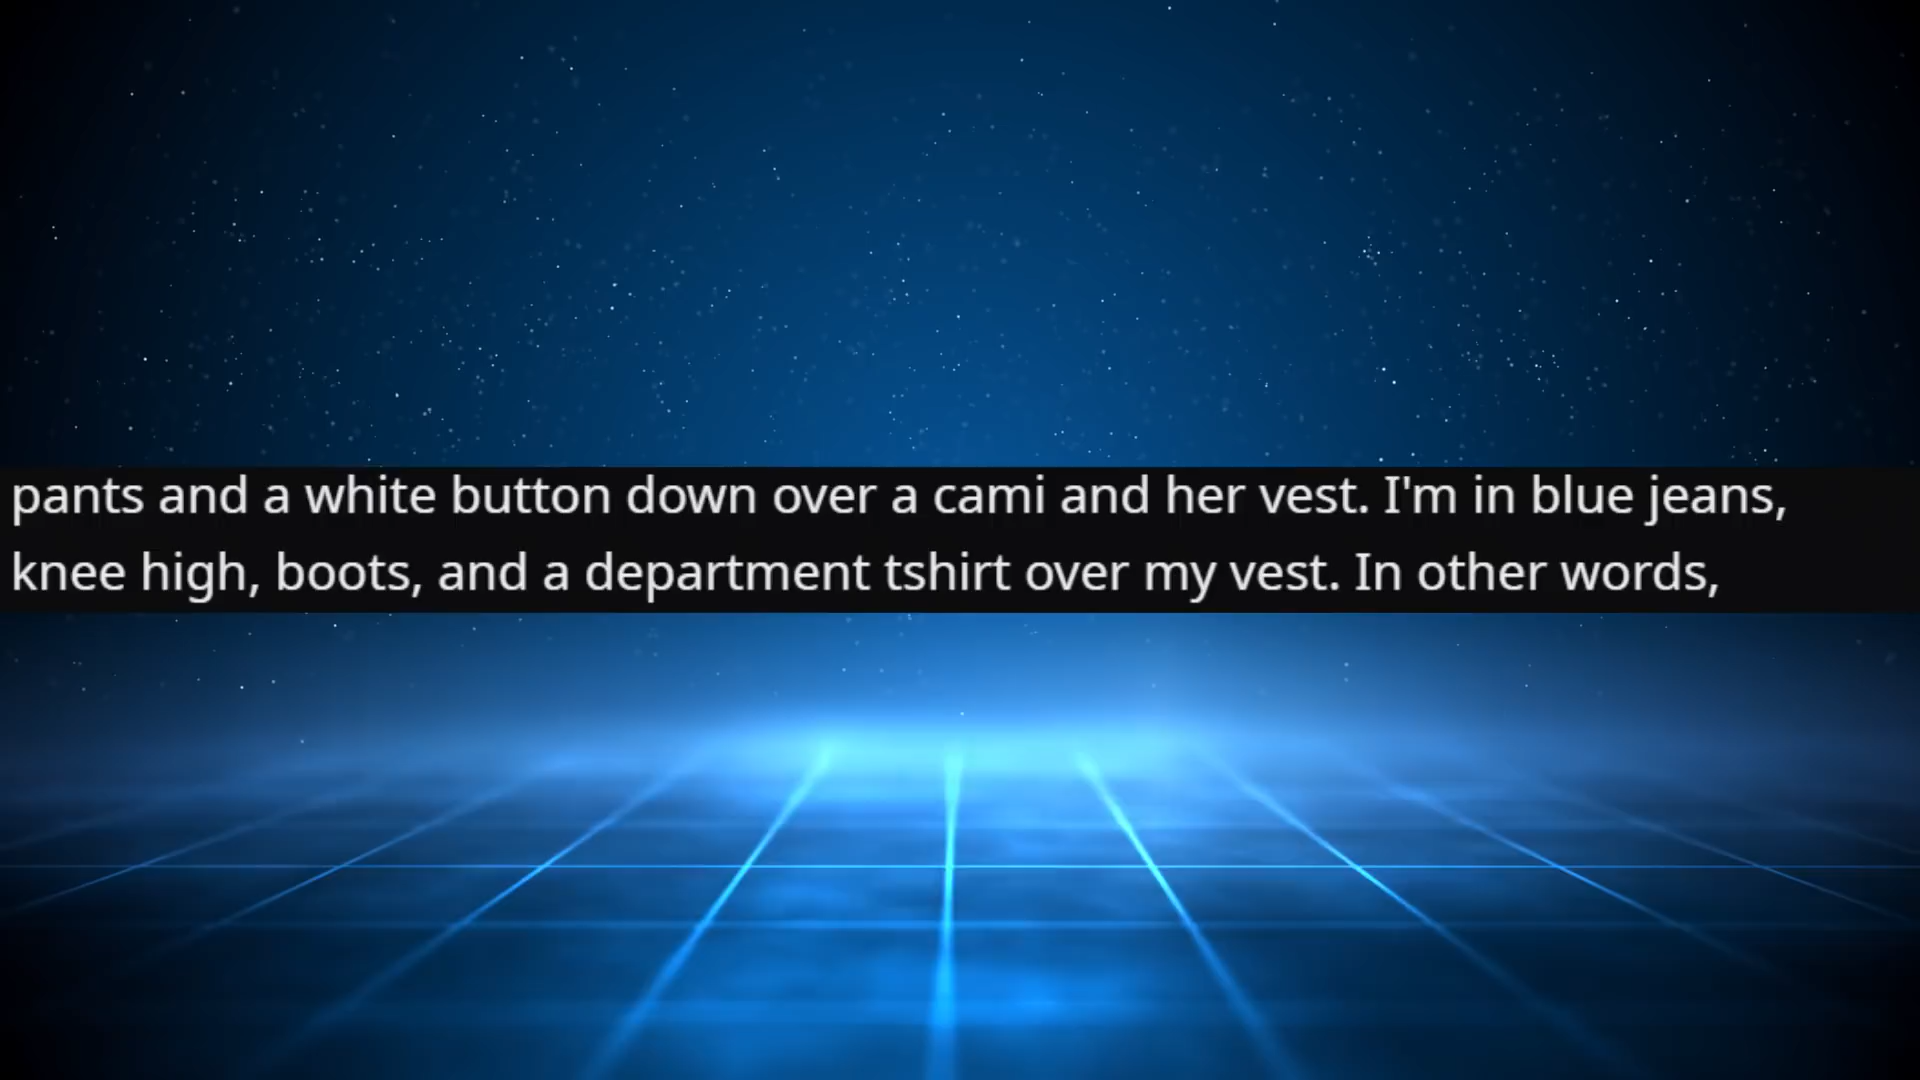 pants and a white button down over a cami and her vest. I'm in blue jeans,
knee high, boots, and a department tshirt over my vest. In other words,